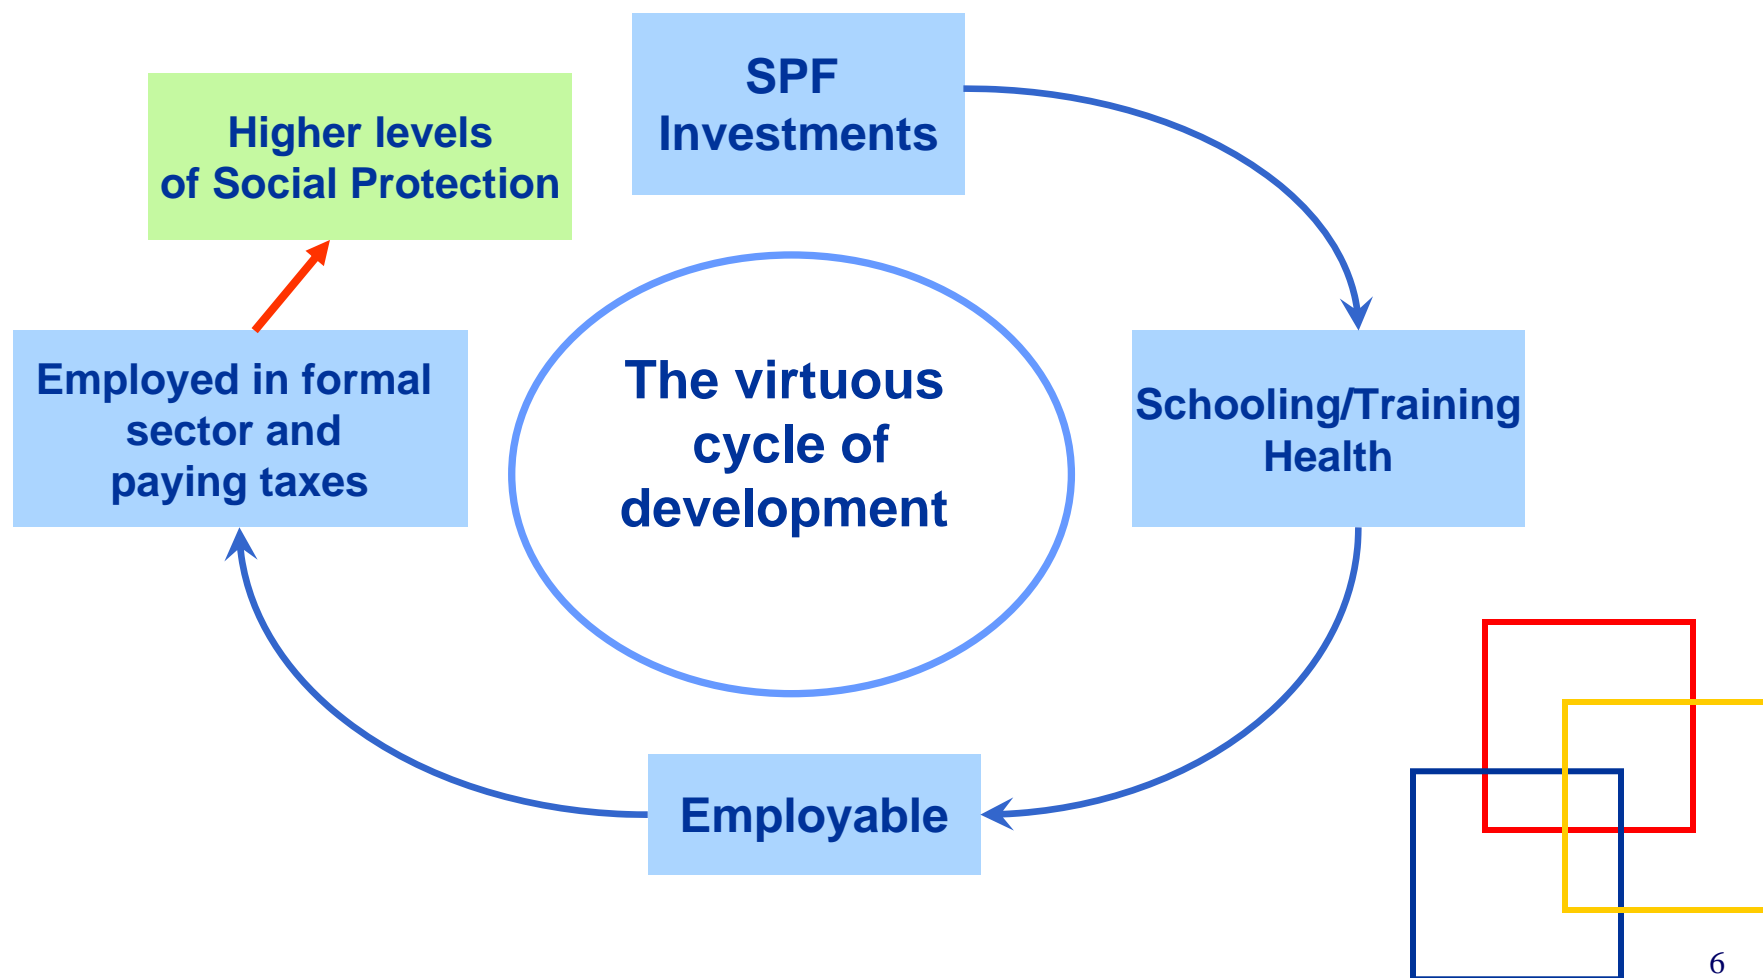 SPF
Investments
Higher levels
of Social Protection
The virtuous
cycle of
development
Employed in formal
sector and
paying taxes
Schooling/Training
Health
Employable
6